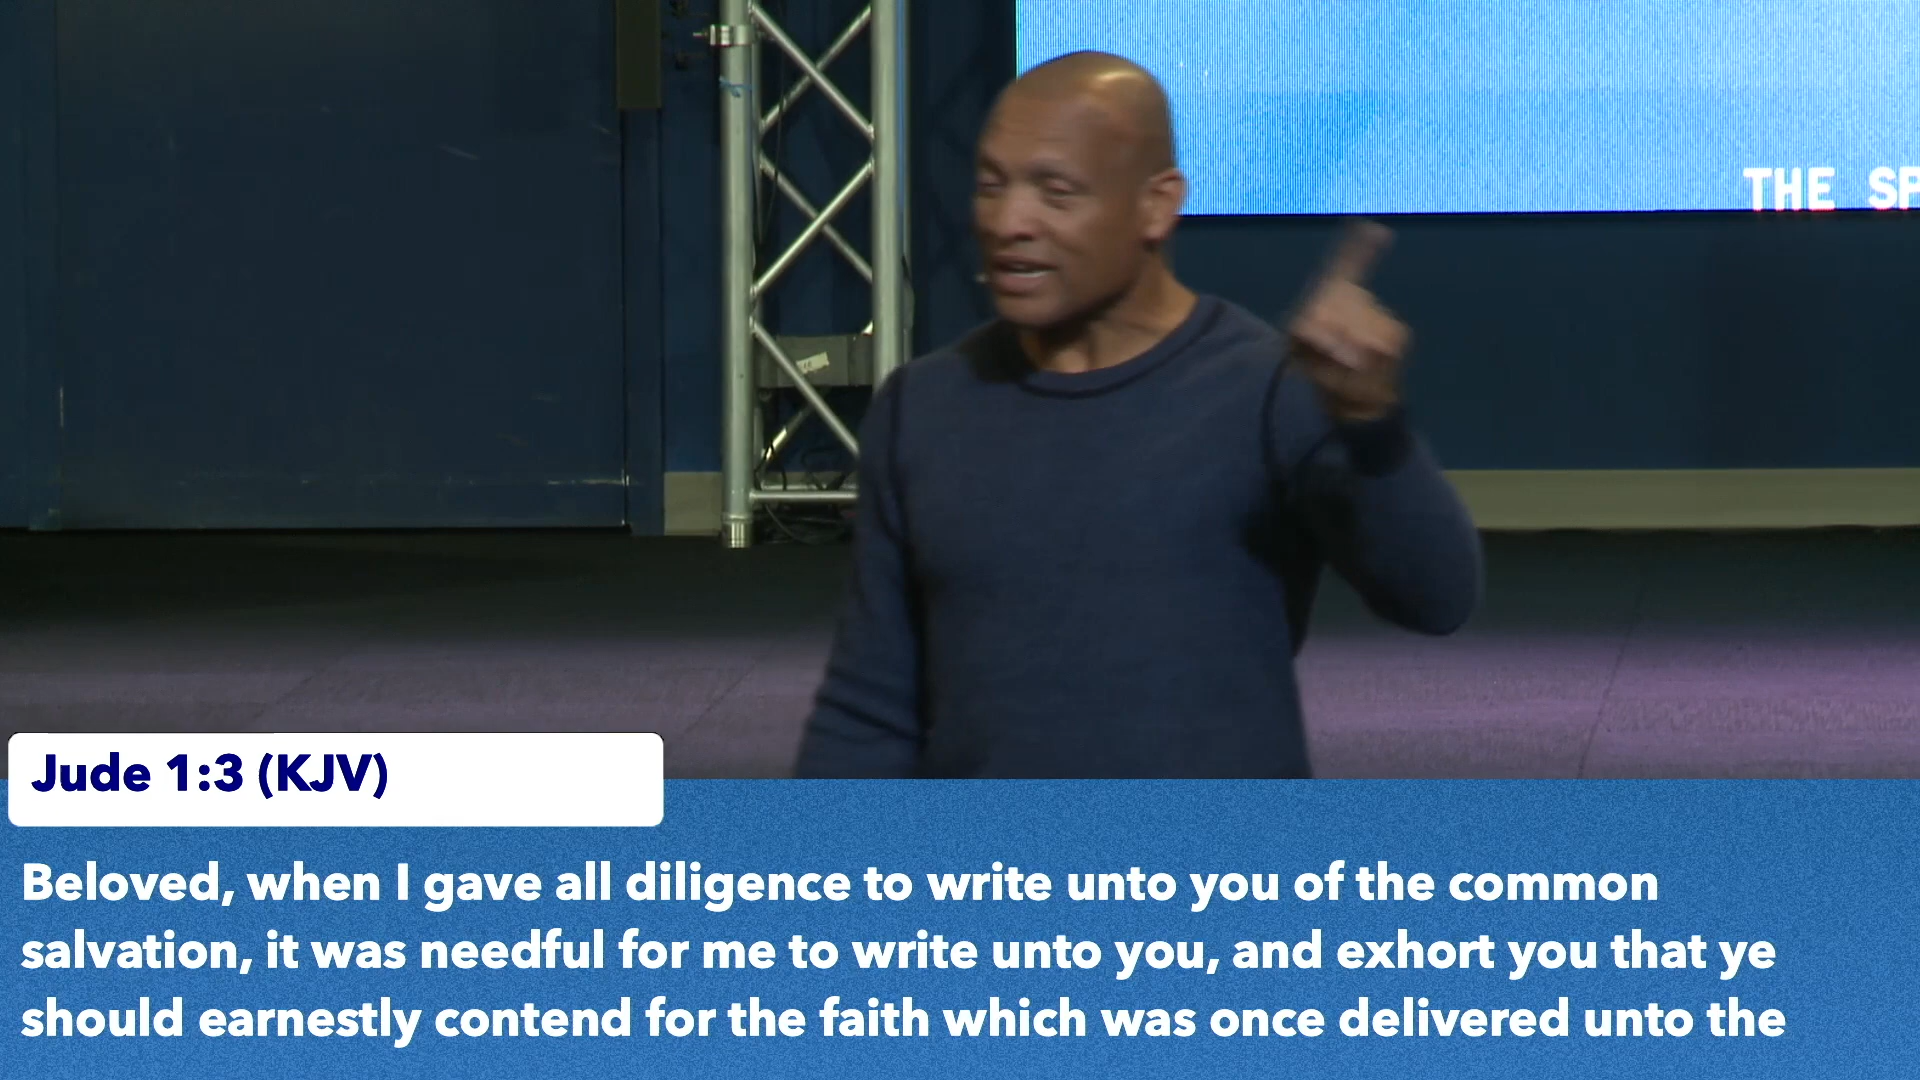 THE SP
Jude 1:3 (KJV)
Beloved, when I gave all diligence to write unto you of the common
salvation, it was needful for me to write unto you, and exhort you that ye
should earnestly contend for the faith which was once delivered unto the